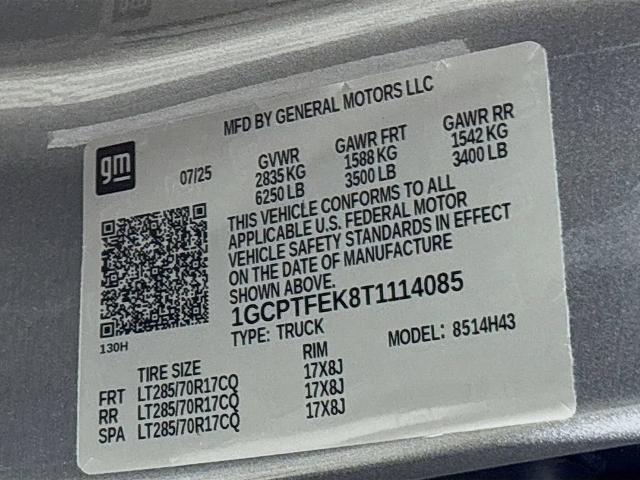 MFD BY GENERAL MOTORS LLC
gm
07/25
GVWR GAWR FRT GAWR RR
2835 KG 1588 KG 1542 KG
6250 LB 3500 LB 3400 LB
THIS VEHICLE CONFORMS TO ALL
APPLICABLE U.S. FEDERAL MOTOR
VEHICLE SAFETY STANDARDS IN EFFECT
ON THE DATE OF MANUFACTURE
SHOWN ABOVE.
1GCPTFEK8T1114085
TYPE: TRUCK MODEL: 8514H43
130H
TIRE SIZE RIM
FRT LT285/70R17CQ 17X8J
RR LT285/70R17CQ 17X8J
SPA LT285/70R17CQ 17X8J